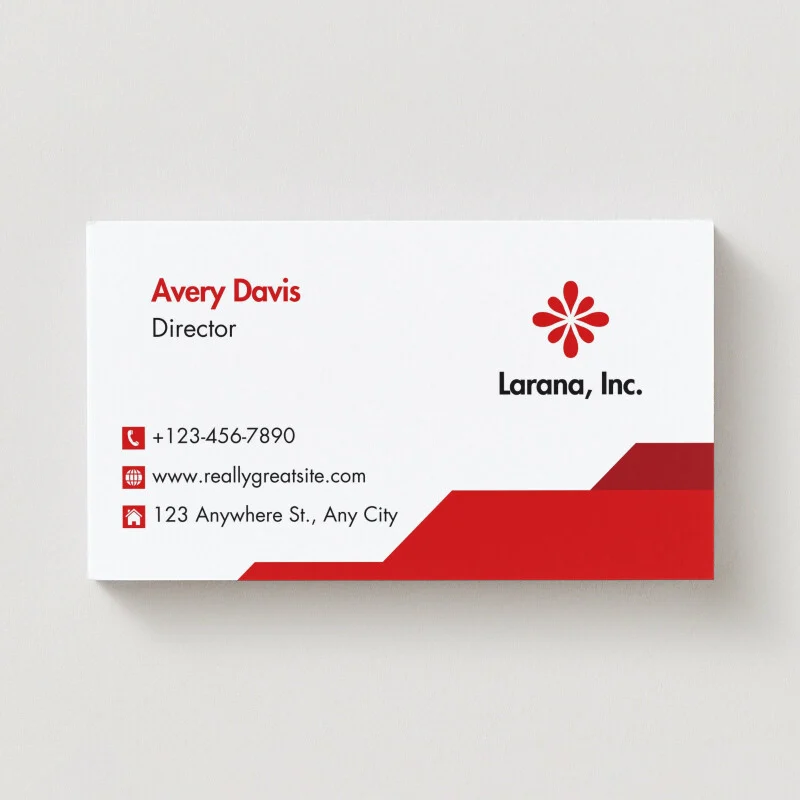 Avery Davis
Director
Larana, Inc.
+123-456-7890
www.reallygreatsite.com
123 Anywhere St., Any City